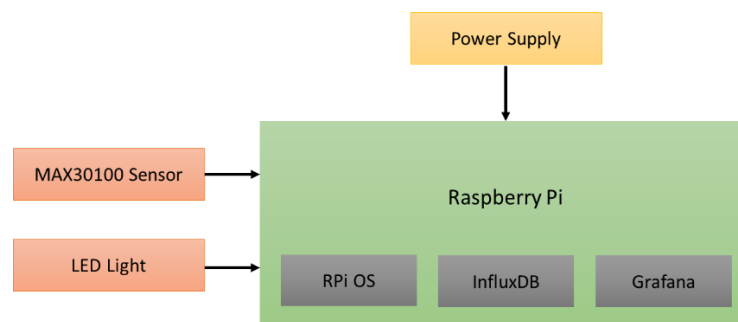 Power Supply
MAX30100 Sensor
Raspberry Pi
LED Light
RPi OS
InfluxDB
Grafana